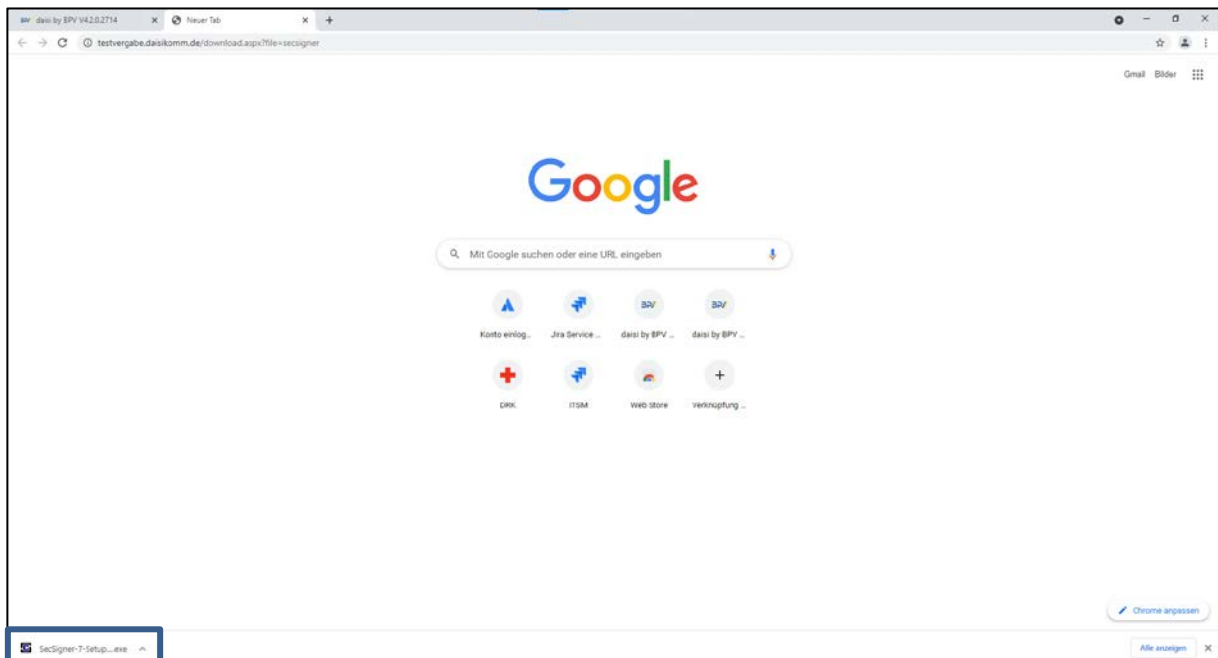 daisi by BPV V4.2.0.2714
Neuer Tab
testvergabe.daisikomm.de/download.aspx?file=secsigner
Gmail Bilder
Google
Mit Google suchen oder eine URL eingeben
Konto einlog... Jira Service ... daisi by BPV ... daisi by BPV ...
DRK ITSM Web Store Verknüpfung ...
Chrome anpassen
SecSigner-7-Setup....exe
Alle anzeigen